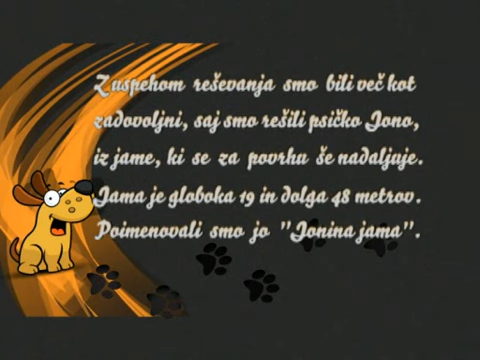 Z uspehom reševanja smo bili več kot
zadovoljni, saj smo rešili psičko Jono,
iz jame, ki se za povrhu še nadaljuje.
Jama je globoka 19 in dolga 48 metrov.
Poimenovali smo jo "Jonina jama".